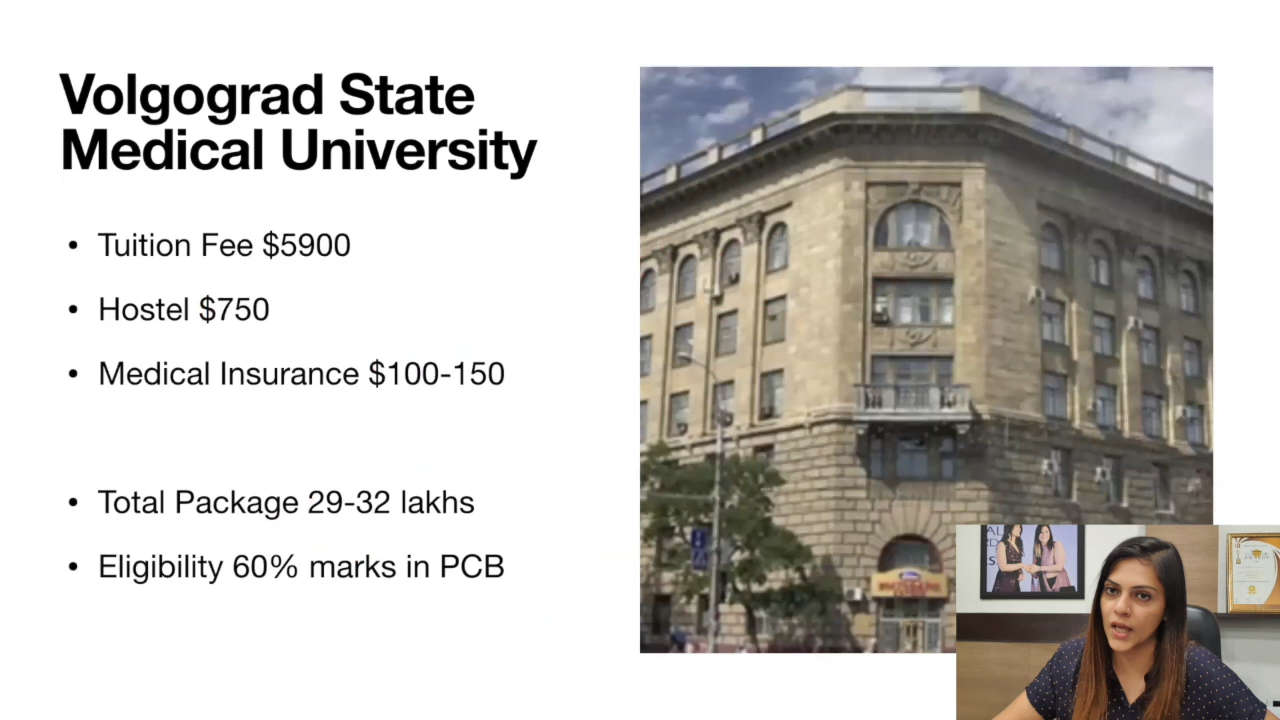 Volgograd State
Medical University
• Tuition Fee $5900
• Hostel $750
• Medical Insurance $100-150
• Total Package 29-32 lakhs
• Eligibility 60% marks in PCB